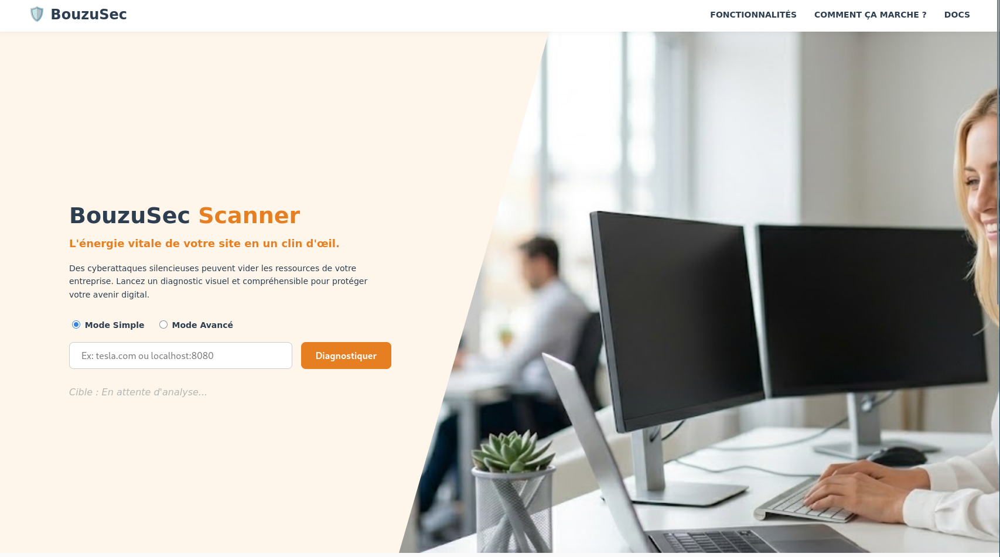 BouzuSec
FONCTIONNALITÉS COMMENT ÇA MARCHE ? DOCS
BouzuSec Scanner
L'énergie vitale de votre site en un clin d'œil.
Des cyberattaques silencieuses peuvent vider les ressources de votre
entreprise. Lancez un diagnostic visuel et compréhensible pour protéger
votre avenir digital.
Mode Simple Mode Avancé
Ex: tesla.com ou localhost:8080 Diagnostiquer
Cible : En attente d'analyse...